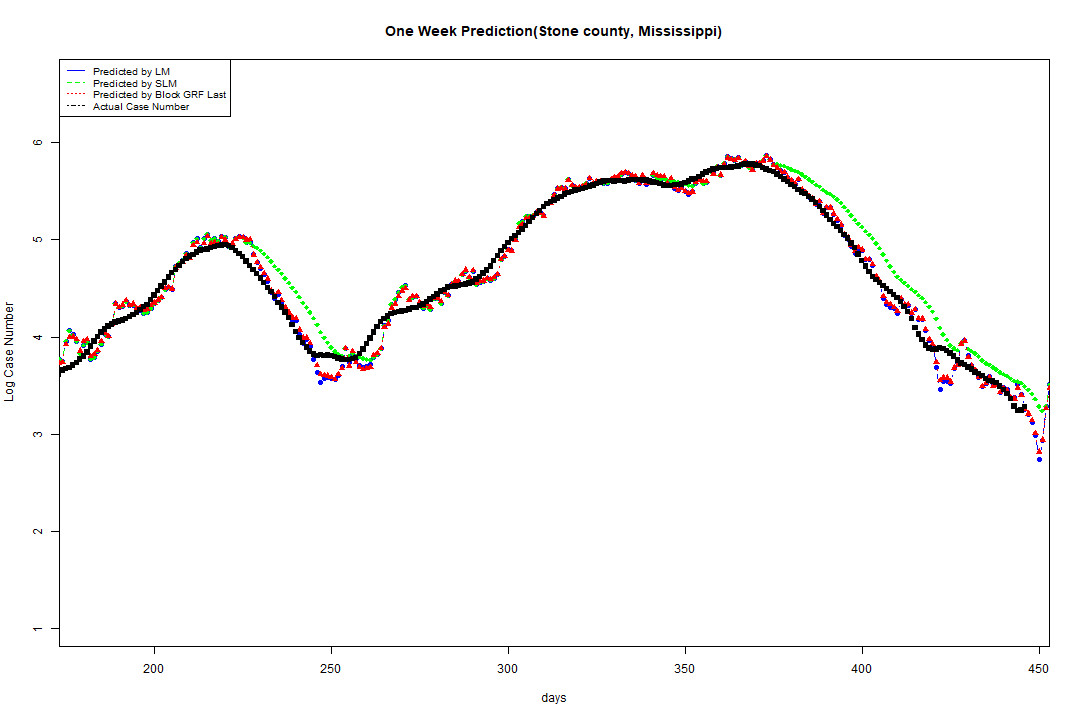 One Week Prediction(Stone county, Mississippi)
Predicted by LM
Predicted by SLM
Predicted by Block GRF Last
Actual Case Number
6
5
4
3
2
1
Log Case Number
200
250
300
350
400
450
days